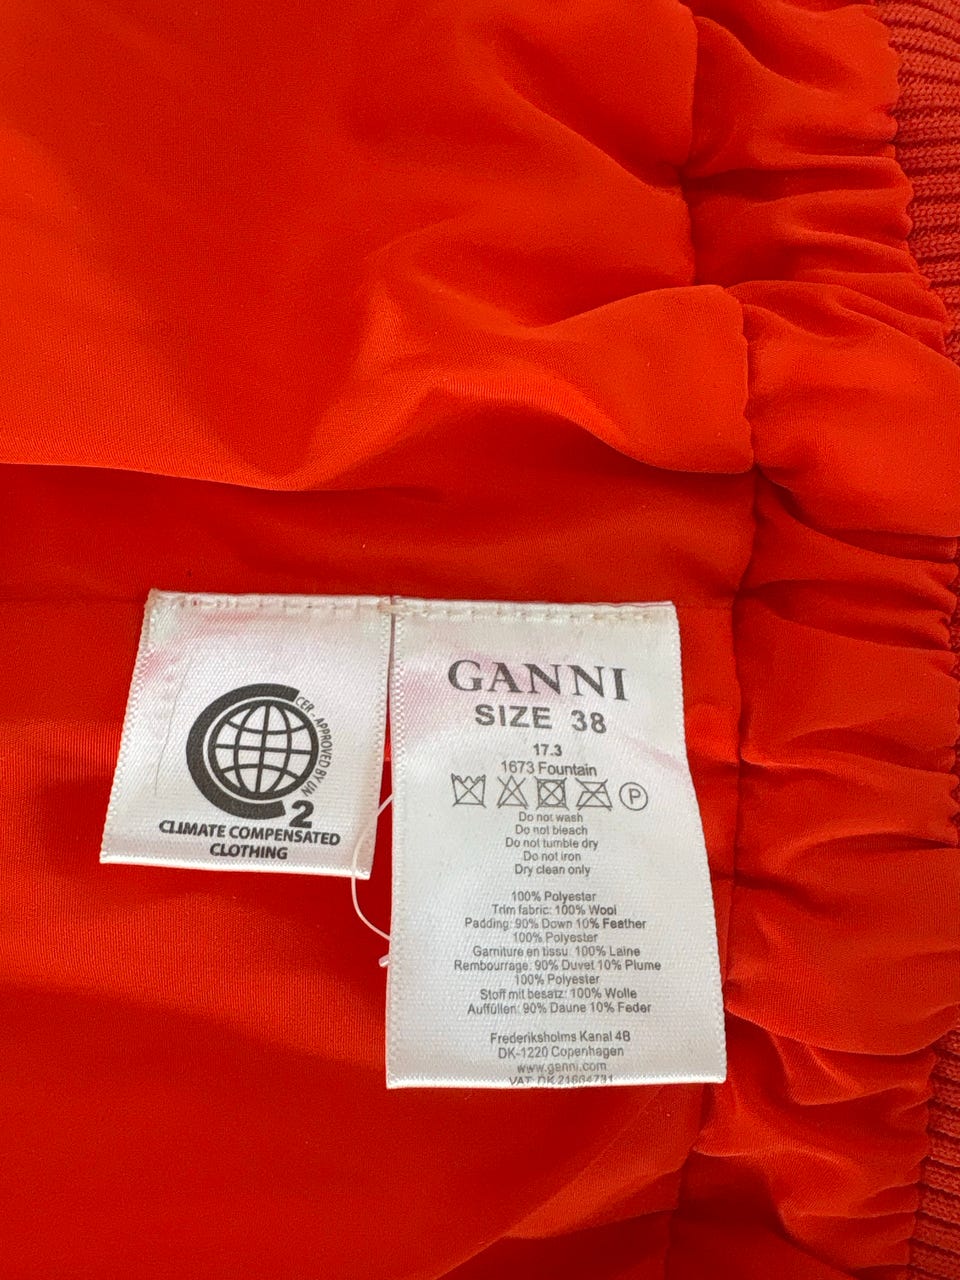 CER - APPROVED BY UN
2
CLIMATE COMPENSATED
CLOTHING
GANNI
SIZE 38
17.3
1673 Fountain
P
Do not wash
Do not bleach
Do not tumble dry
Do not iron
Dry clean only
100% Polyester
Trim fabric: 100% Wool
Padding: 90% Down 10% Feather
100% Polyester
Garniture en tissu: 100% Laine
Rembourrage: 90% Duvet 10% Plume
100% Polyester
Stoff mit besatz: 100% Wolle
Auffüllen: 90% Daune 10% Feder
Frederiksholms Kanal 4B
DK-1220 Copenhagen
www.ganni.com
VAT: DK 21664731